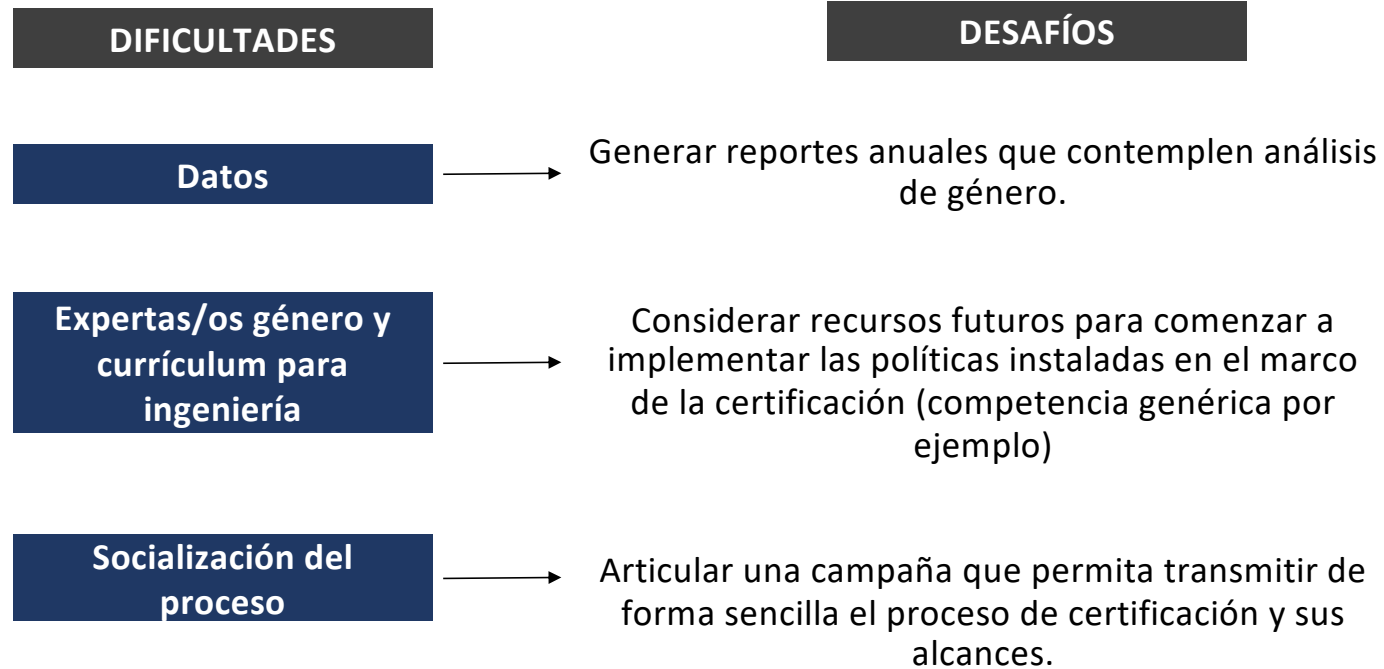 DIFICULTADES
DESAFÍOS
Datos
Generar reportes anuales que contemplen análisis
de género.
Expertas/os género y
currículum para
ingeniería
Considerar recursos futuros para comenzar a
implementar las políticas instaladas en el marco
de la certificación (competencia genérica por
ejemplo)
Socialización del
proceso
Articular una campaña que permita transmitir de
forma sencilla el proceso de certificación y sus
alcances.